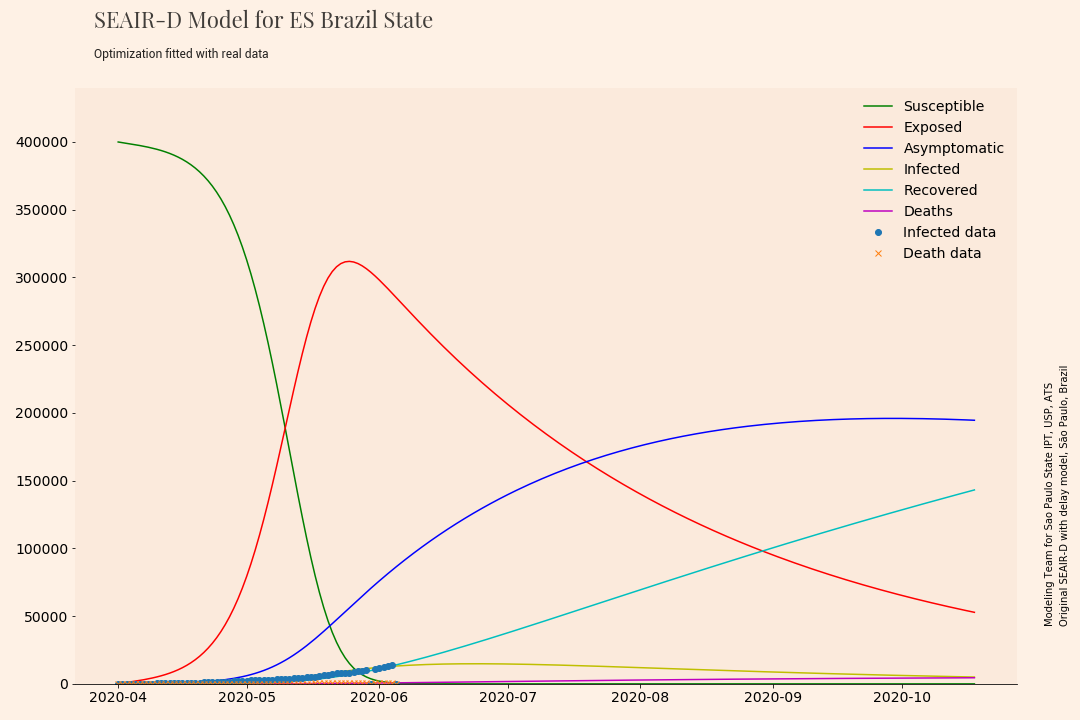 SEAIR-D Model for ES Brazil State
Optimization fitted with real data
Susceptible
Exposed
Asymptomatic
Infected
Recovered
Deaths
Infected data
Death data
400000
350000
300000
250000
200000
150000
100000
50000
0
2020-04
2020-05
2020-06
2020-07
2020-08
2020-09
2020-10
Modeling Team for Sao Paulo State IPT, USP, ATS
Original SEAIR-D with delay model, São Paulo, Brazil